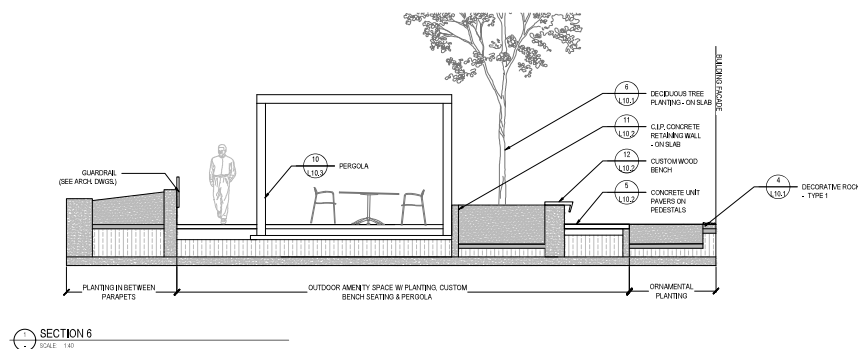 6
L10.1
DECIDUOUS TREE
PLANTING - ON SLAB
11
L10.2
C.I.P. CONCRETE
RETAINING WALL
- ON SLAB
12
L10.2
CUSTOM WOOD
BENCH
5
L10.2
CONCRETE UNIT
PAVERS ON
PEDESTALS
BUILDING FACADE
4
L10.1
DECORATIVE ROCK
- TYPE 1
10
L10.3
PERGOLA
GUARDRAIL
(SEE ARCH. DWGS.)
PLANTING IN BETWEEN
PARAPETS
OUTDOOR AMENITY SPACE W/ PLANTING, CUSTOM
BENCH SEATING & PERGOLA
ORNAMENTAL
PLANTING
1
-
SECTION 6
SCALE: 1:40